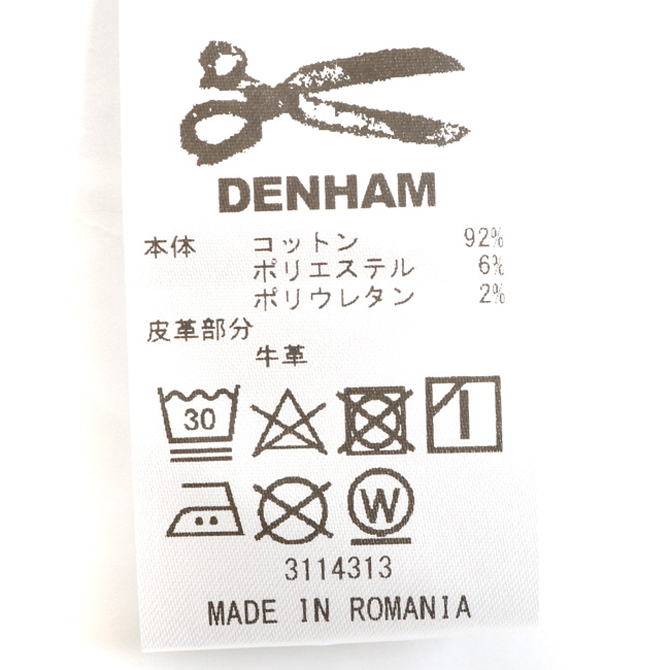 DENHAM
本体 コットン 92%
ポリエステル 6%
ポリウレタン 2%
皮革部分
牛革
30
W
3114313
MADE IN ROMANIA